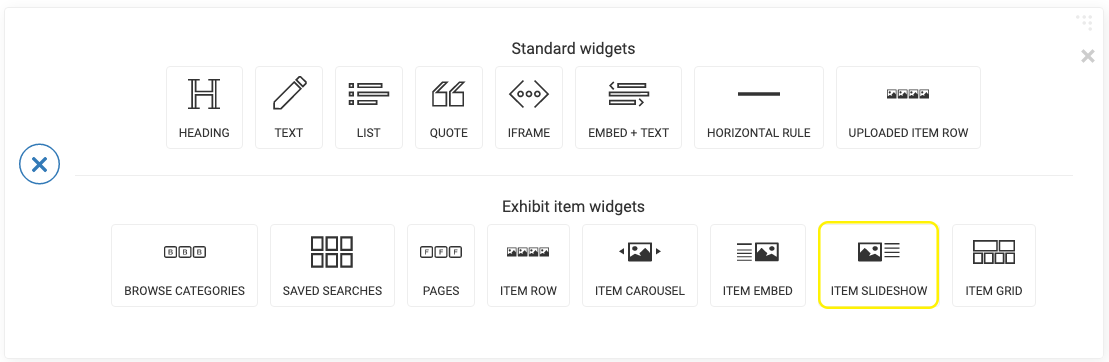 Standard widgets
HEADING TEXT LIST QUOTE IFRAME EMBED + TEXT HORIZONTAL RULE UPLOADED ITEM ROW
Exhibit item widgets
B B B F F F
BROWSE CATEGORIES SAVED SEARCHES PAGES ITEM ROW ITEM CAROUSEL ITEM EMBED ITEM SLIDESHOW ITEM GRID